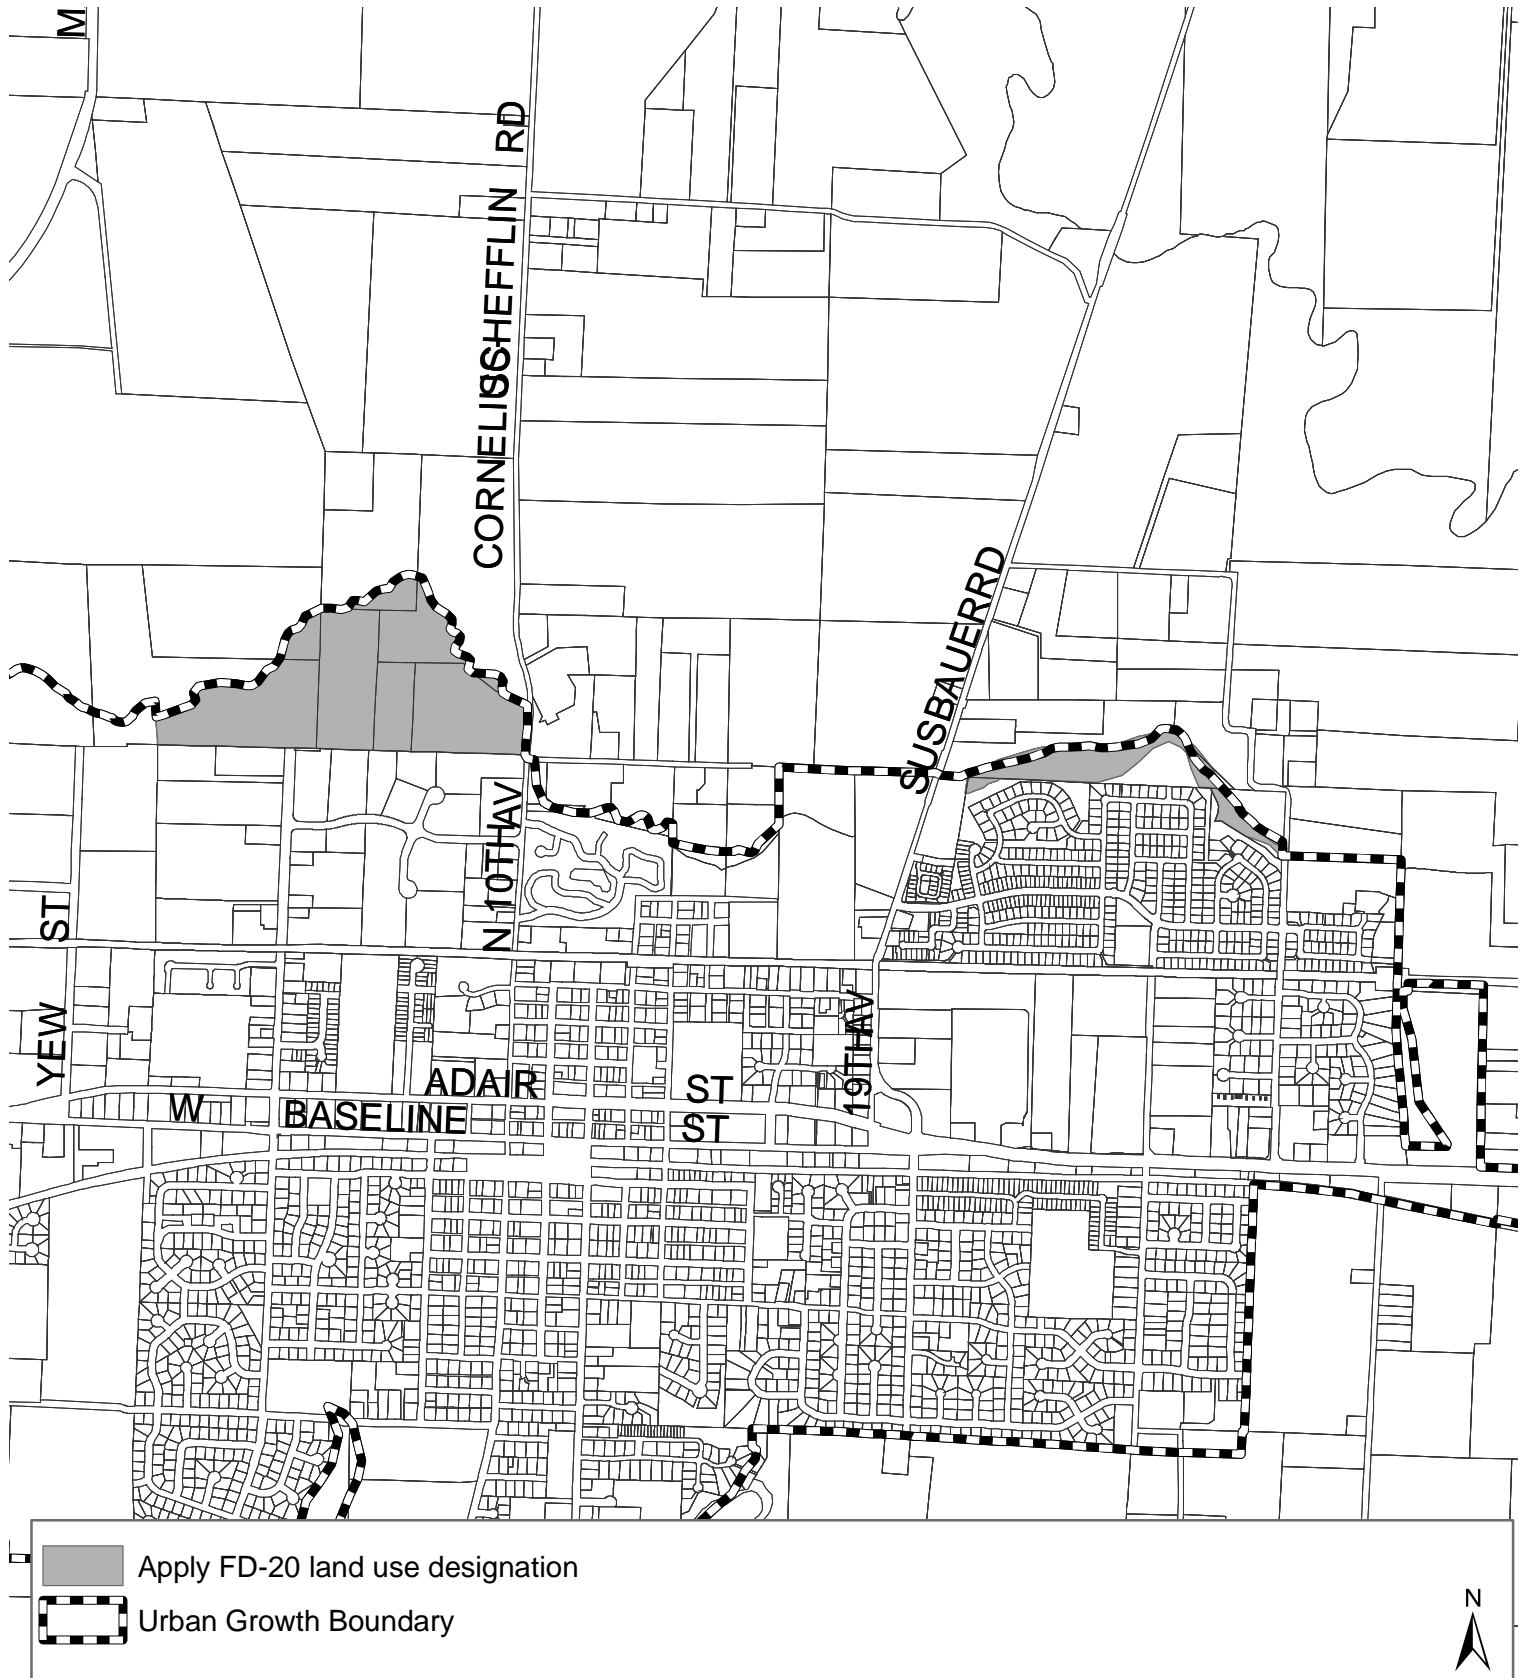 M
CORNELIUS SCHEFFLIN RD
SUSBAUER RD
N 10TH AV
YEW ST
19TH AV
ADAIR ST
W BASELINE ST
Apply FD-20 land use designation
Urban Growth Boundary
N